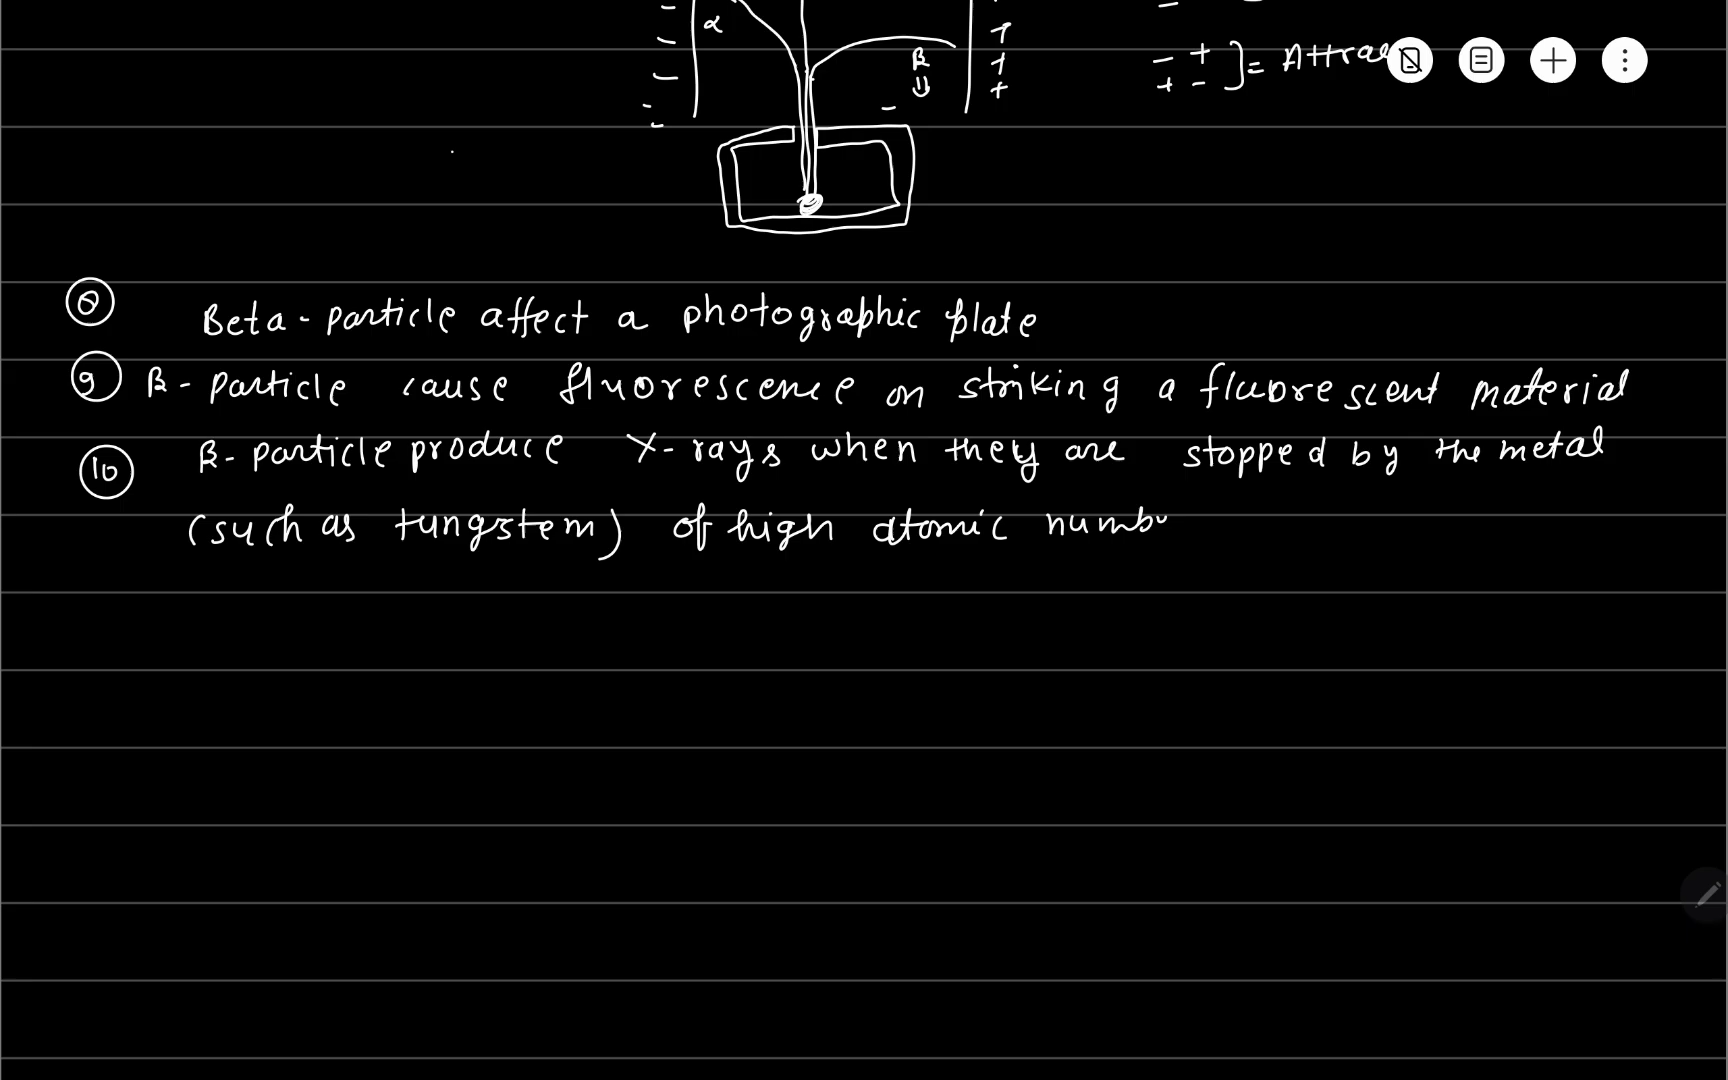 α
β
- + ] = Attrac
+ -
⑧ Beta-particle affect a photographic plate
⑨ β- particle cause fluorescence on striking a fluorescent material
⑩ β- particle produce X-rays when they are stopped by the metal
(such as tungstem) of high atomic numb